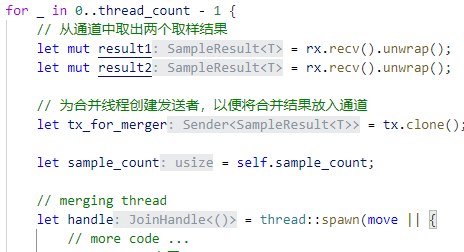 for _ in 0..thread_count - 1 {
// 从通道中取出两个取样结果
let mut result1: SampleResult<T> = rx.recv().unwrap();
let mut result2: SampleResult<T> = rx.recv().unwrap();
// 为合并线程创建发送者，以便将合并结果放入通道
let tx_for_merger: Sender<SampleResult<T>> = tx.clone();
let sample_count: usize = self.sample_count;
// merging thread
let handle: JoinHandle<()> = thread::spawn(move || {
// more code ...